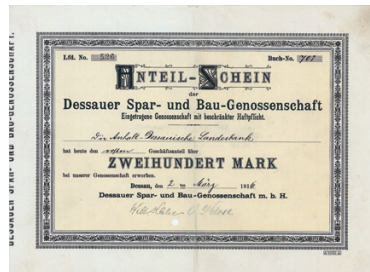 Lfd. No. 526 Buch-No. 701
ANTEIL-SCHEIN
der
Dessauer Spar- und Bau-Genossenschaft
Eingetragene Genossenschaft mit beschränkter Haftpflicht.
Die Anhalt-Dessauische Landesbank
hat heute den ersten Geschäftsanteil über
ZWEIHUNDERT MARK
bei unserer Genossenschaft erworben.
Dessau, den 2 März 1916
Dessauer Spar- und Bau-Genossenschaft m. b. H.
DESSAUER SPAR- UND BAU-GENOSSENSCHAFT.